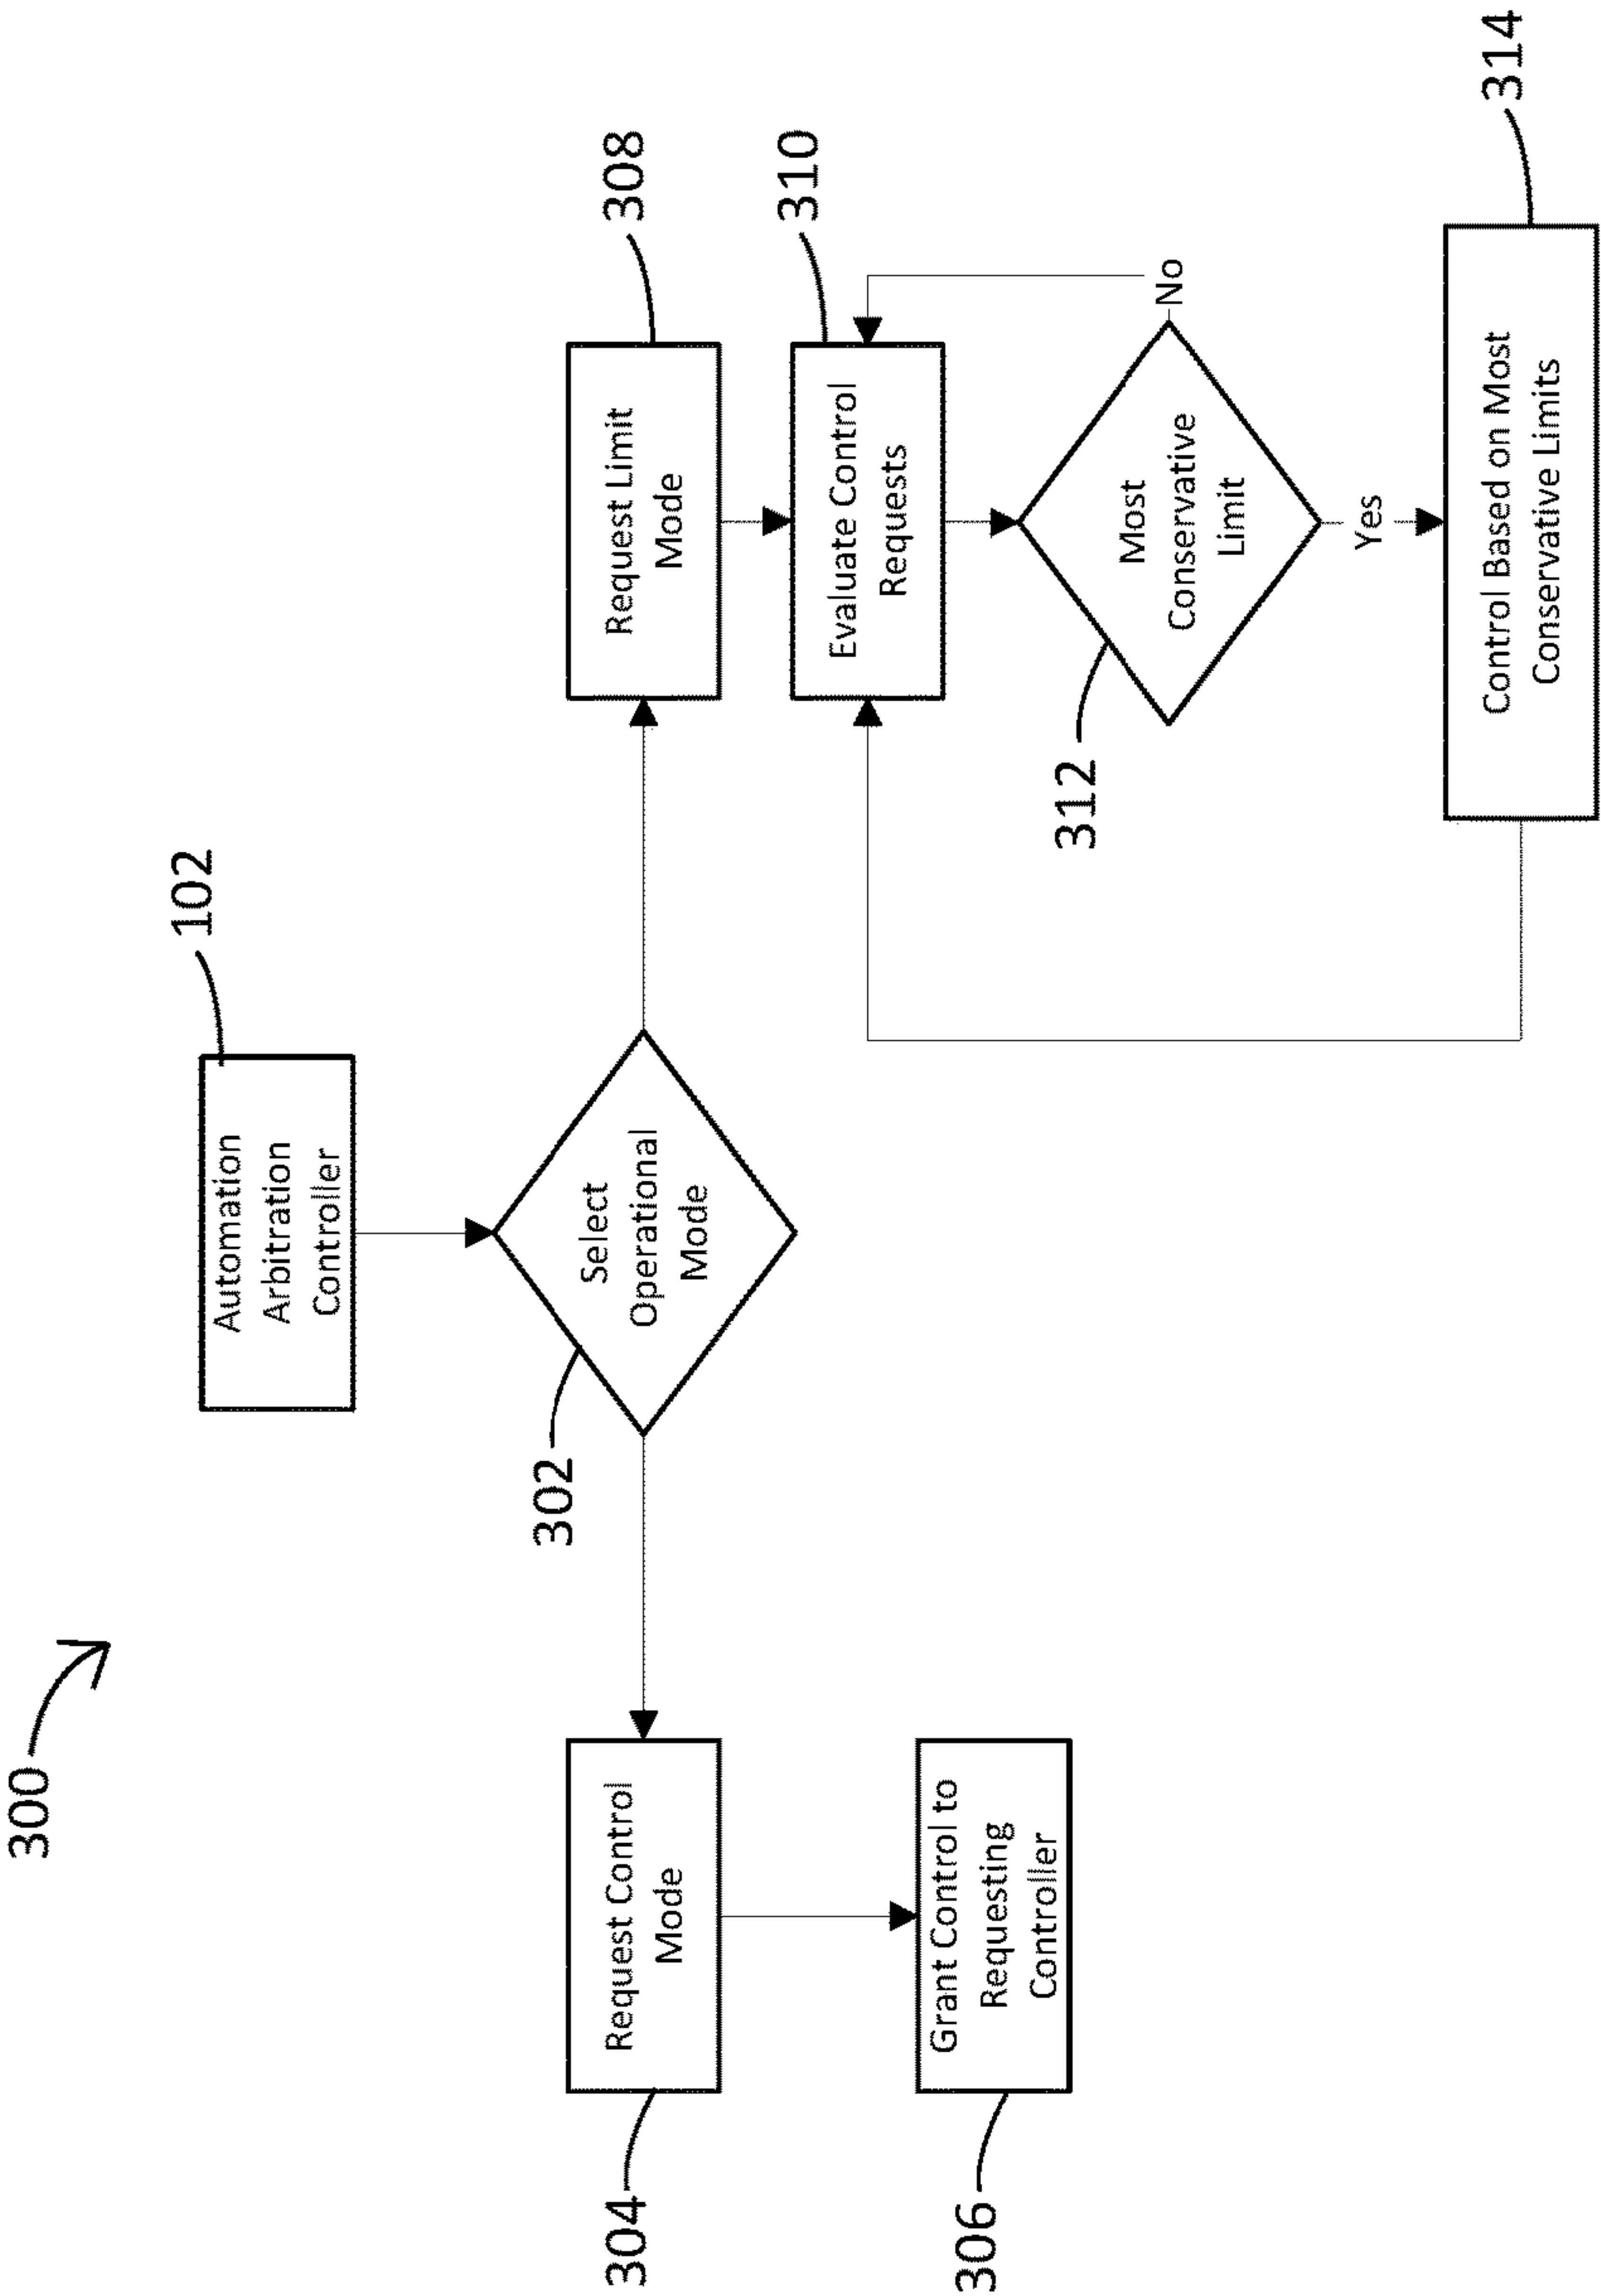 300
102
Automation
Arbitration
Controller
302
Select
Operational
Mode
304
Request Control
Mode
308
Request Limit
Mode
306
Grant Control to
Requesting
Controller
310
Evaluate Control
Requests
312
Most
Conservative
Limit
No
Yes
314
Control Based on Most
Conservative Limits